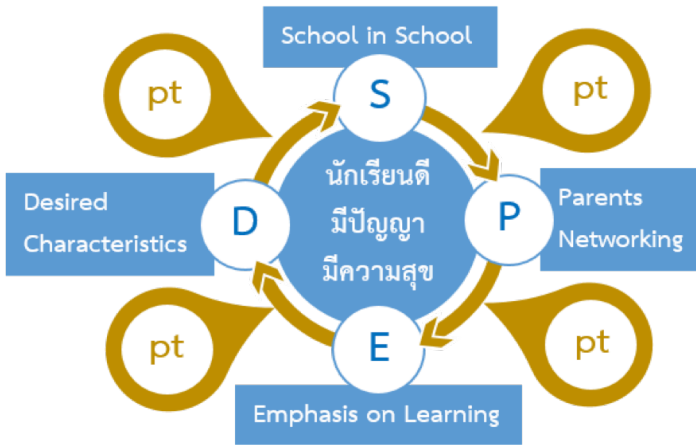 School in School
pt
S
pt
นักเรียนดี
มีปัญญา
มีความสุข
Desired
Characteristics
D
P
Parents
Networking
pt
E
pt
Emphasis on Learning